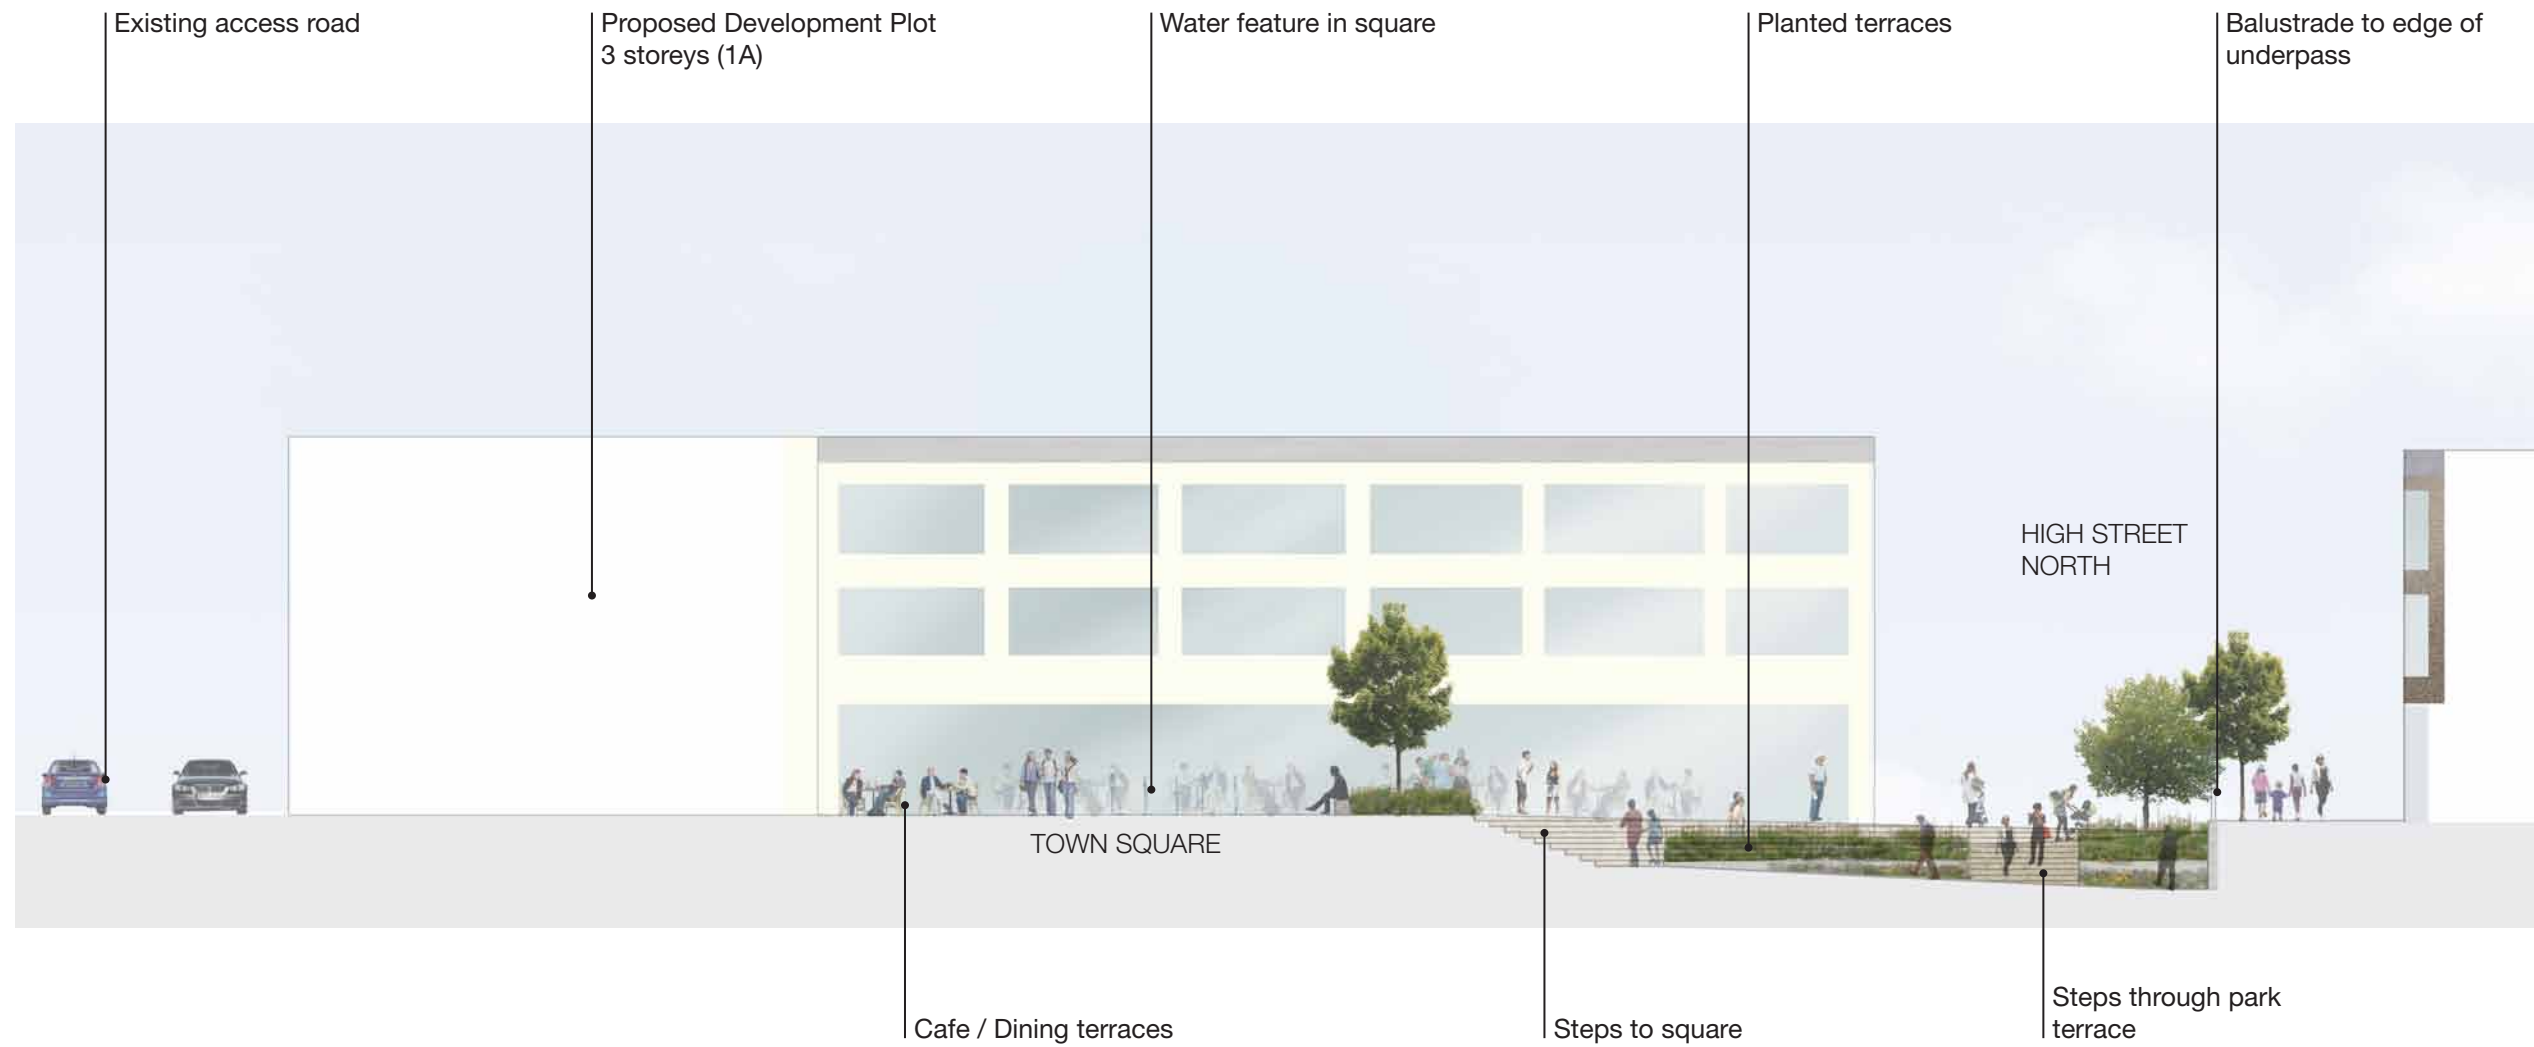 Existing access road
Proposed Development Plot
3 storeys (1A)
Water feature in square
Planted terraces
Balustrade to edge of
underpass
HIGH STREET
NORTH
TOWN SQUARE
Cafe / Dining terraces
Steps to square
Steps through park
terrace